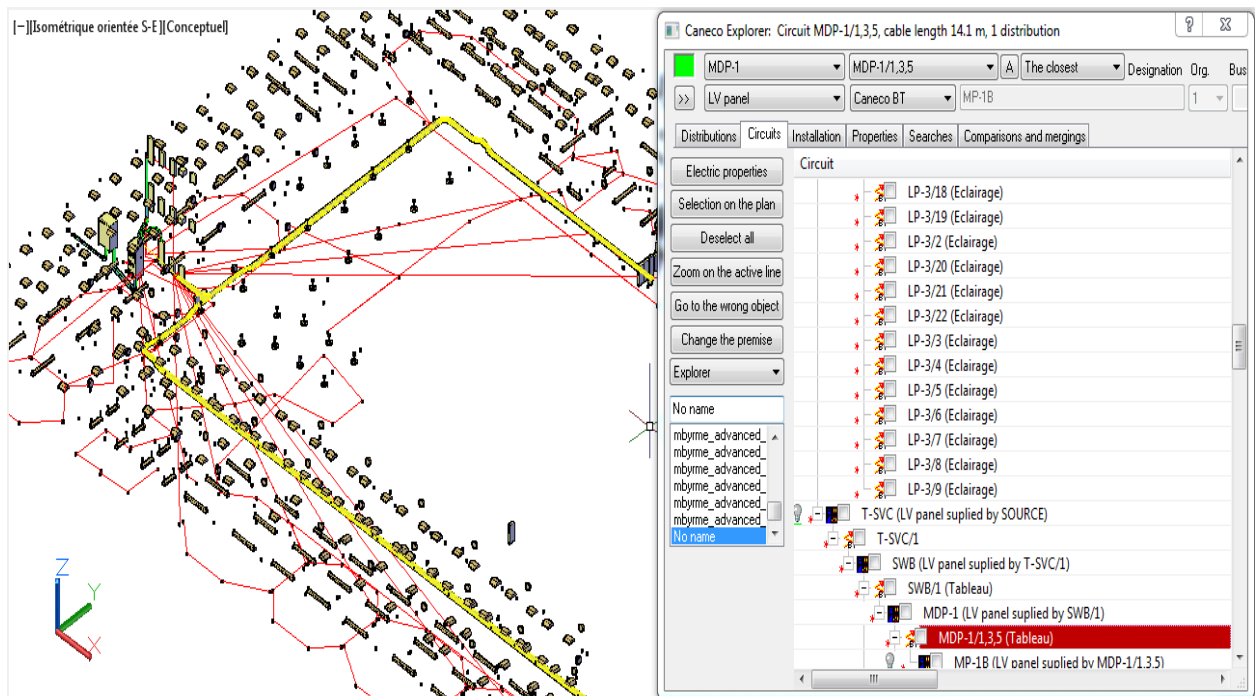 [−][Isométrique orientée S-E][Conceptuel]
Caneco Explorer: Circuit MDP-1/1,3,5, cable length 14.1 m, 1 distribution
MDP-1 MDP-1/1,3,5 A The closest Designation Org. Bus
>> LV panel Caneco BT MP-1B 1
Distributions Circuits Installation Properties Searches Comparisons and mergings
Electric properties
Selection on the plan
Deselect all
Zoom on the active line
Go to the wrong object
Change the premise
Explorer
No name
mbyrme_advanced_
mbyrme_advanced_
mbyrme_advanced_
mbyrme_advanced_
mbyrme_advanced_
mbyrme_advanced_
No name
Circuit
LP-3/18 (Eclairage)
LP-3/19 (Eclairage)
LP-3/2 (Eclairage)
LP-3/20 (Eclairage)
LP-3/21 (Eclairage)
LP-3/22 (Eclairage)
LP-3/3 (Eclairage)
LP-3/4 (Eclairage)
LP-3/5 (Eclairage)
LP-3/6 (Eclairage)
LP-3/7 (Eclairage)
LP-3/8 (Eclairage)
LP-3/9 (Eclairage)
T-SVC (LV panel suplied by SOURCE)
T-SVC/1
SWB (LV panel suplied by T-SVC/1)
SWB/1 (Tableau)
MDP-1 (LV panel suplied by SWB/1)
MDP-1/1,3,5 (Tableau)
MP-1B (LV panel suplied by MDP-1/1,3,5)
Z
Y
X